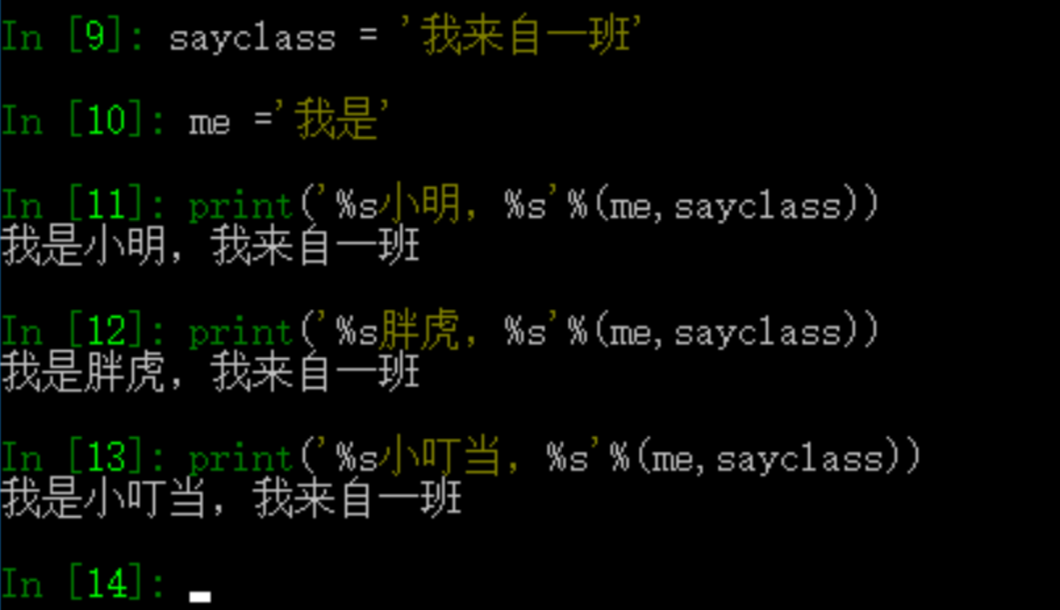 In [9]: sayclass = '我来自一班'
In [10]: me ='我是'
In [11]: print('%s小明，%s'%(me,sayclass))
我是小明，我来自一班
In [12]: print('%s胖虎，%s'%(me,sayclass))
我是胖虎，我来自一班
In [13]: print('%s小叮当，%s'%(me,sayclass))
我是小叮当，我来自一班
In [14]: